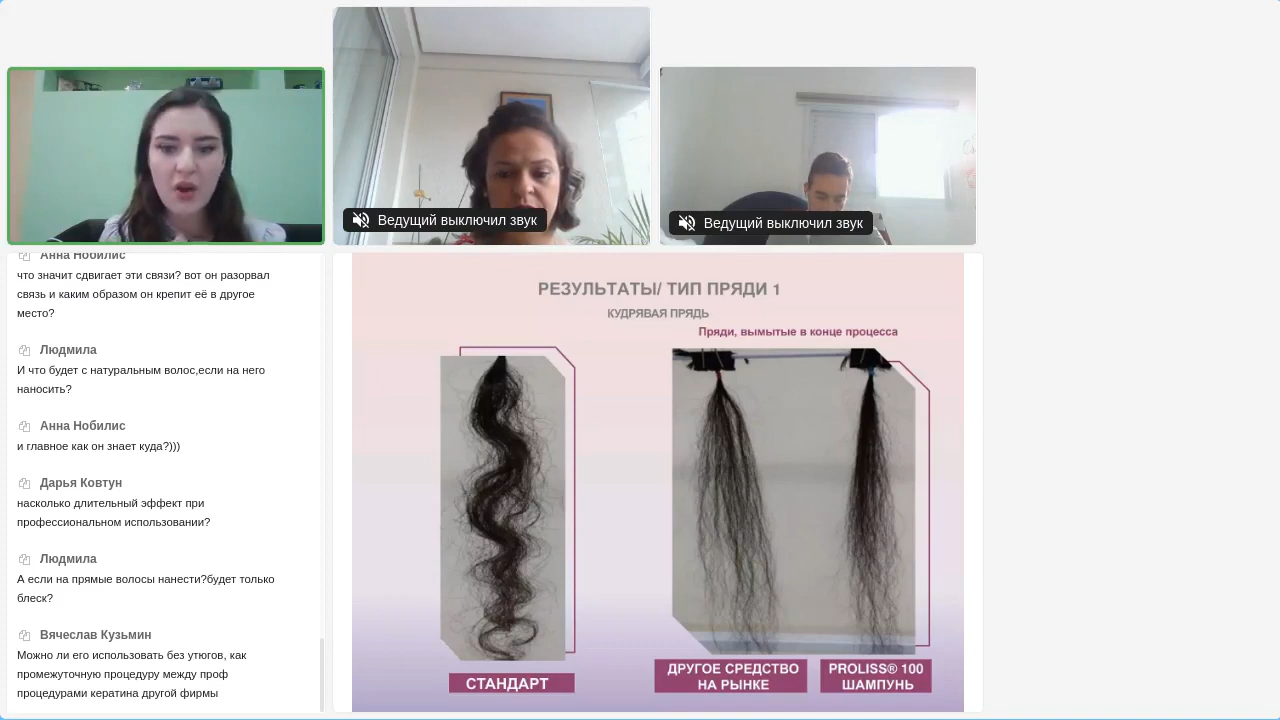 Ведущий выключил звук
Ведущий выключил звук
Анна Нобилис
что значит сдвигает эти связи? вот он разорвал
связь и каким образом он крепит её в другое
место?
Людмила
И что будет с натуральным волос,если на него
наносить?
Анна Нобилис
и главное как он знает куда?)))
Дарья Ковтун
насколько длительный эффект при
профессиональном использовании?
Людмила
А если на прямые волосы нанести?будет только
блеск?
Вячеслав Кузьмин
Можно ли его использовать без утюгов, как
промежуточную процедуру между проф
процедурами кератина другой фирмы
РЕЗУЛЬТАТЫ/ ТИП ПРЯДИ 1
КУДРЯВАЯ ПРЯДЬ
Пряди, вымытые в конце процесса
СТАНДАРТ
ДРУГОЕ СРЕДСТВО
НА РЫНКЕ
PROLISS® 100
ШАМПУНЬ